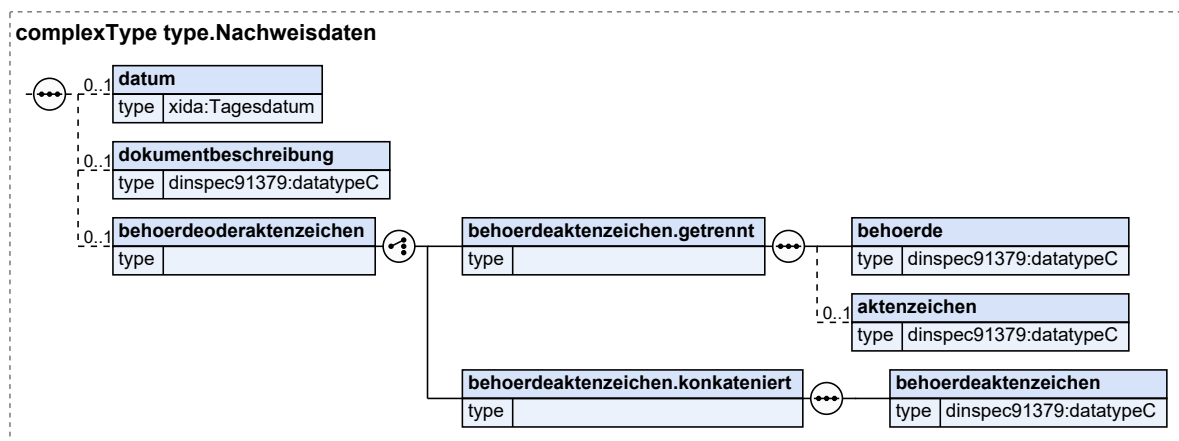 complexType type.Nachweisdaten
0..1 datum
type xida:Tagesdatum
0..1 dokumentbeschreibung
type dinspec91379:datatypeC
0..1 behoerdeoderaktenzeichen
type
behoerdeaktenzeichen.getrennt
type
behoerde
type dinspec91379:datatypeC
0..1 aktenzeichen
type dinspec91379:datatypeC
behoerdeaktenzeichen.konkateniert
type
behoerdeaktenzeichen
type dinspec91379:datatypeC